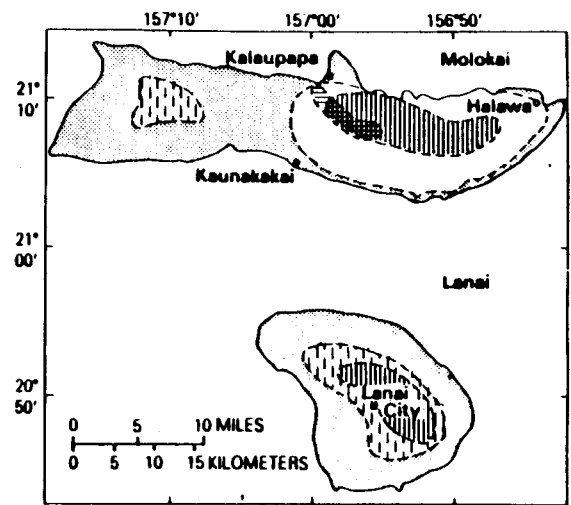 157°10' 157°00' 156°50'
Kalaupapa Molokai
21°
10'
Halawa
Kaunakakai
21°
00'
Lanai
20°
50'
Lanai
City
0 5 10 MILES
0 5 10 15 KILOMETERS